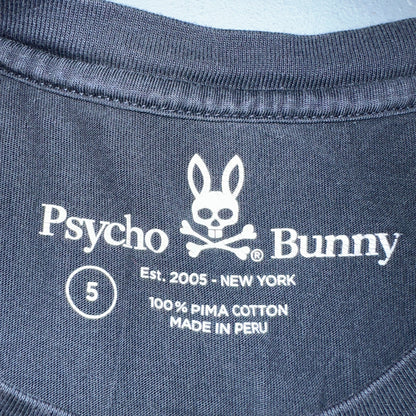 Psycho ® Bunny
Est. 2005 - NEW YORK
5
100% PIMA COTTON
MADE IN PERU